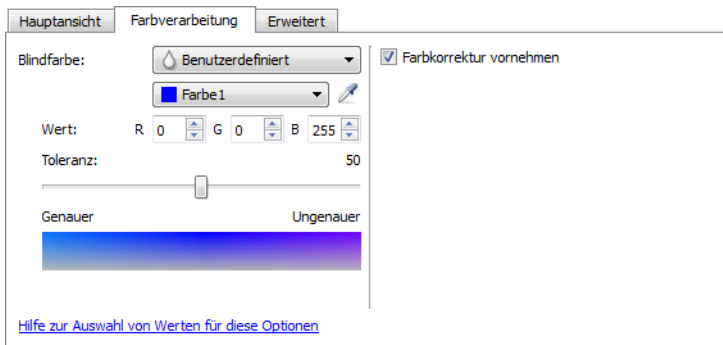 Hauptansicht Farbverarbeitung Erweitert
Blindfarbe: Benutzerdefiniert
Farbkorrektur vornehmen
Farbe1
Wert: R 0 G 0 B 255
Toleranz: 50
Genauer Ungenauer
Hilfe zur Auswahl von Werten für diese Optionen